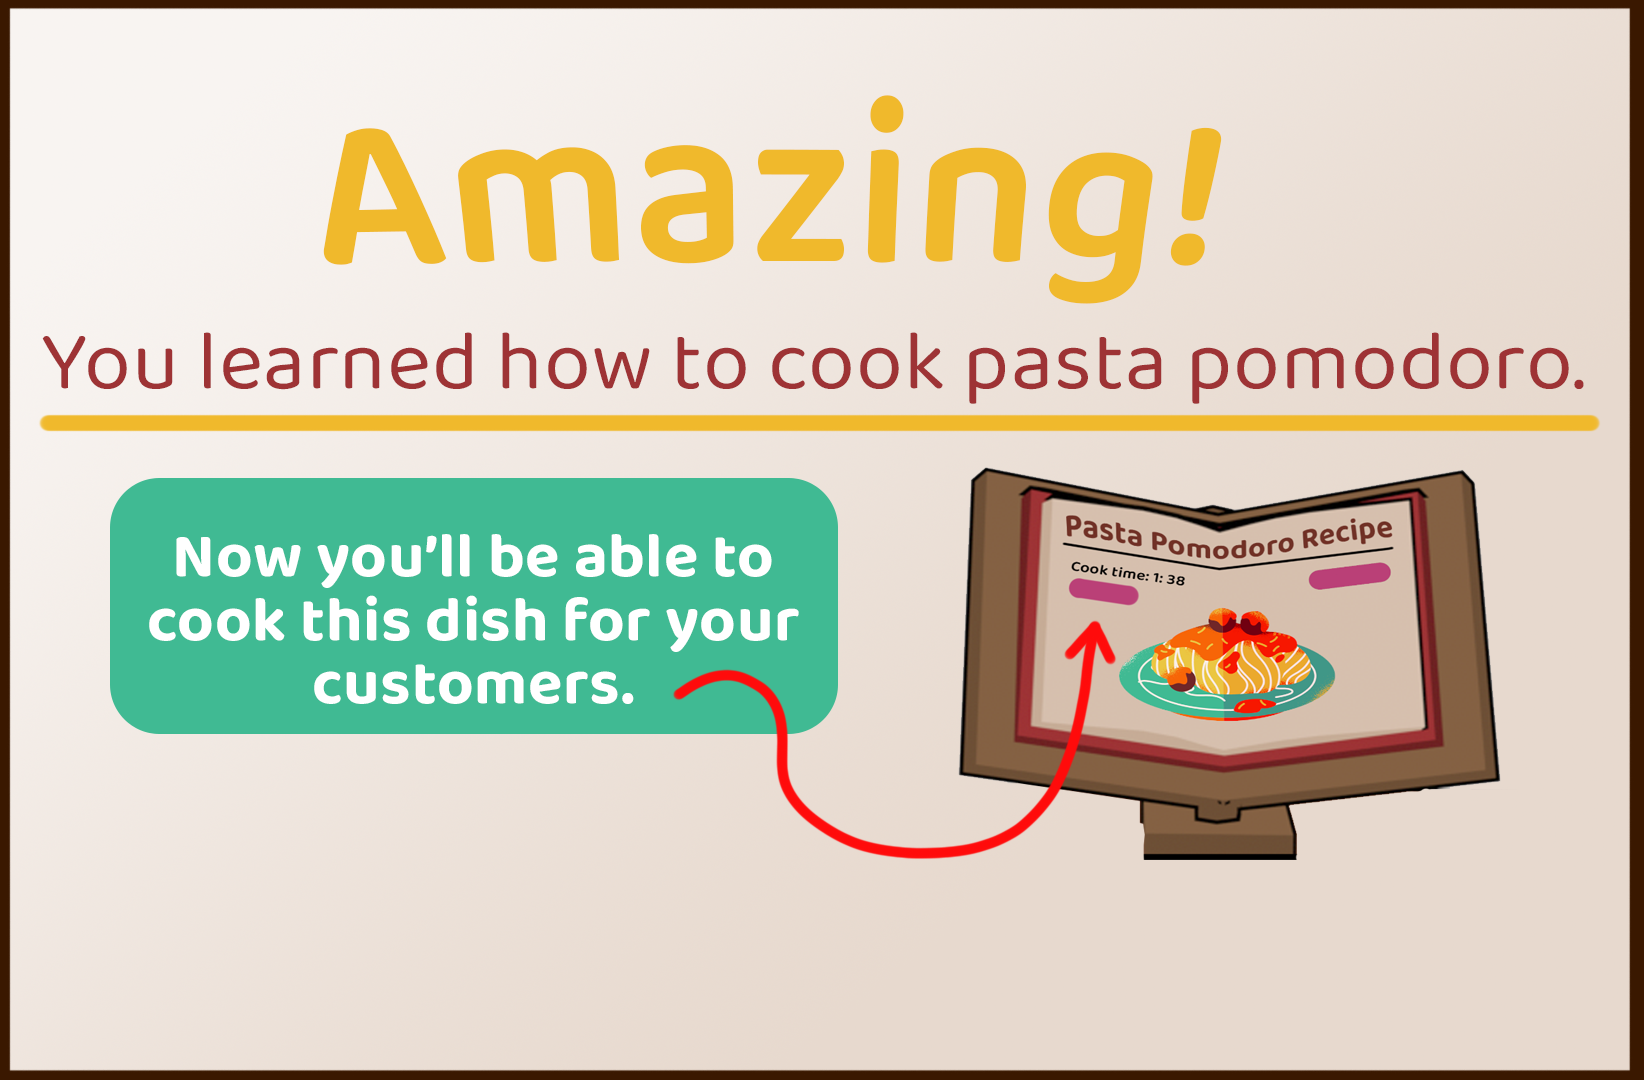 Amazing!
You learned how to cook pasta pomodoro.
Now you'll be able to
cook this dish for your
customers.
Pasta Pomodoro Recipe
Cook time: 1: 38